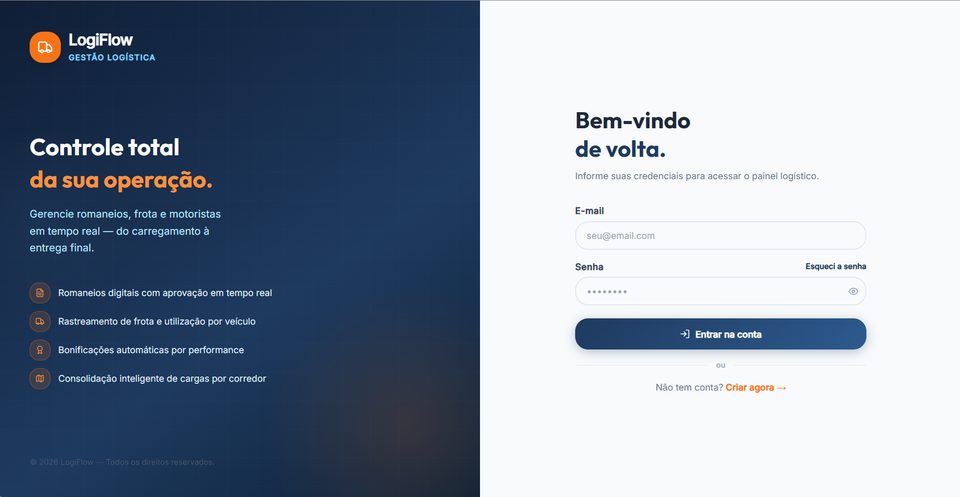 LogiFlow
GESTÃO LOGÍSTICA
Controle total
da sua operação.
Gerencie romaneios, frota e motoristas
em tempo real — do carregamento à
entrega final.
Romaneios digitais com aprovação em tempo real
Rastreamento de frota e utilização por veículo
Bonificações automáticas por performance
Consolidação inteligente de cargas por corredor
© 2026 LogiFlow — Todos os direitos reservados.
Bem-vindo
de volta.
Informe suas credenciais para acessar o painel logístico.
E-mail
seu@email.com
Senha
Esqueci a senha
••••••••
Entrar na conta
ou
Não tem conta? Criar agora →